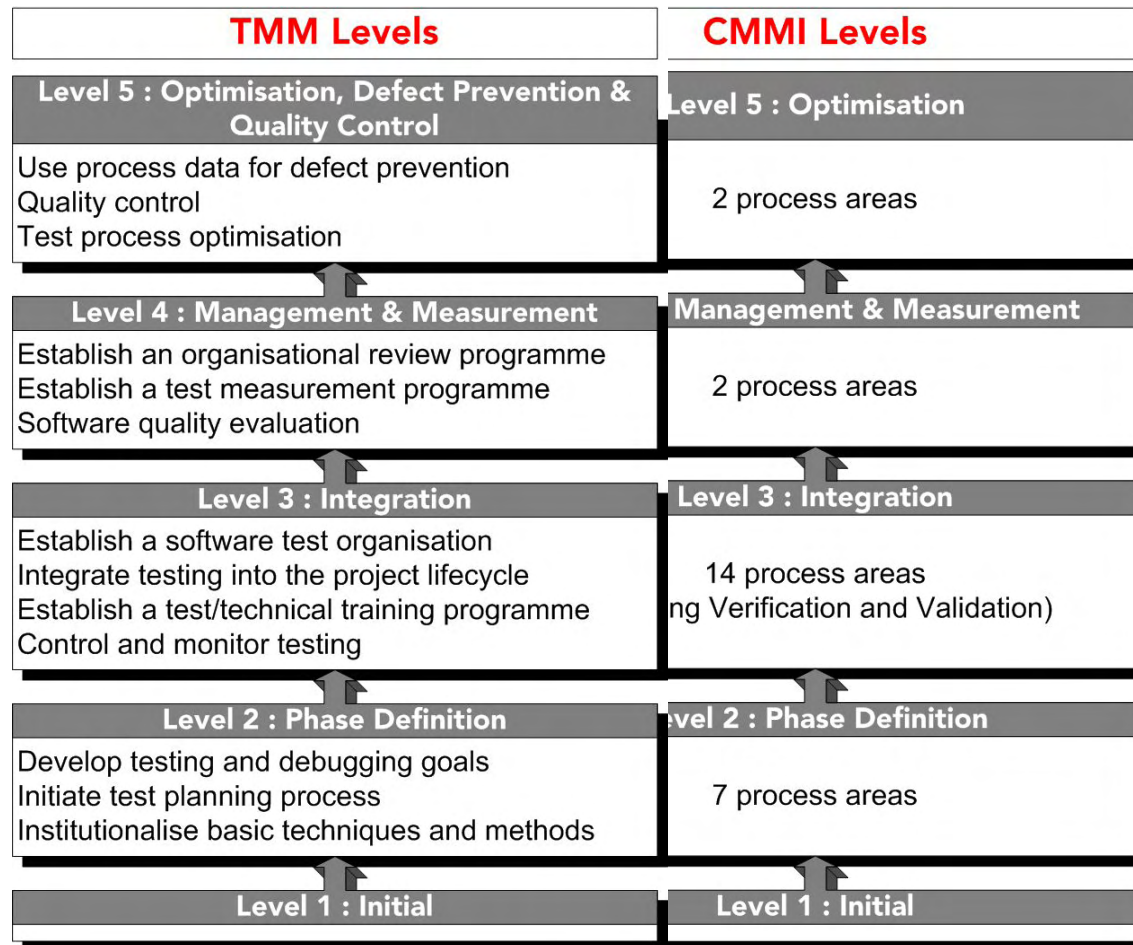 TMM Levels
Level 5 : Optimisation, Defect Prevention &
Quality Control
Use process data for defect prevention
Quality control
Test process optimisation
Level 4 : Management & Measurement
Establish an organisational review programme
Establish a test measurement programme
Software quality evaluation
Level 3 : Integration
Establish a software test organisation
Integrate testing into the project lifecycle
Establish a test/technical training programme
Control and monitor testing
Level 2 : Phase Definition
Develop testing and debugging goals
Initiate test planning process
Institutionalise basic techniques and methods
Level 1 : Initial
CMMI Levels
Level 5 : Optimisation
2 process areas
Management & Measurement
2 process areas
Level 3 : Integration
14 process areas
ng Verification and Validation)
7 process areas
evel 2 : Phase Definition
Level 1 : Initial